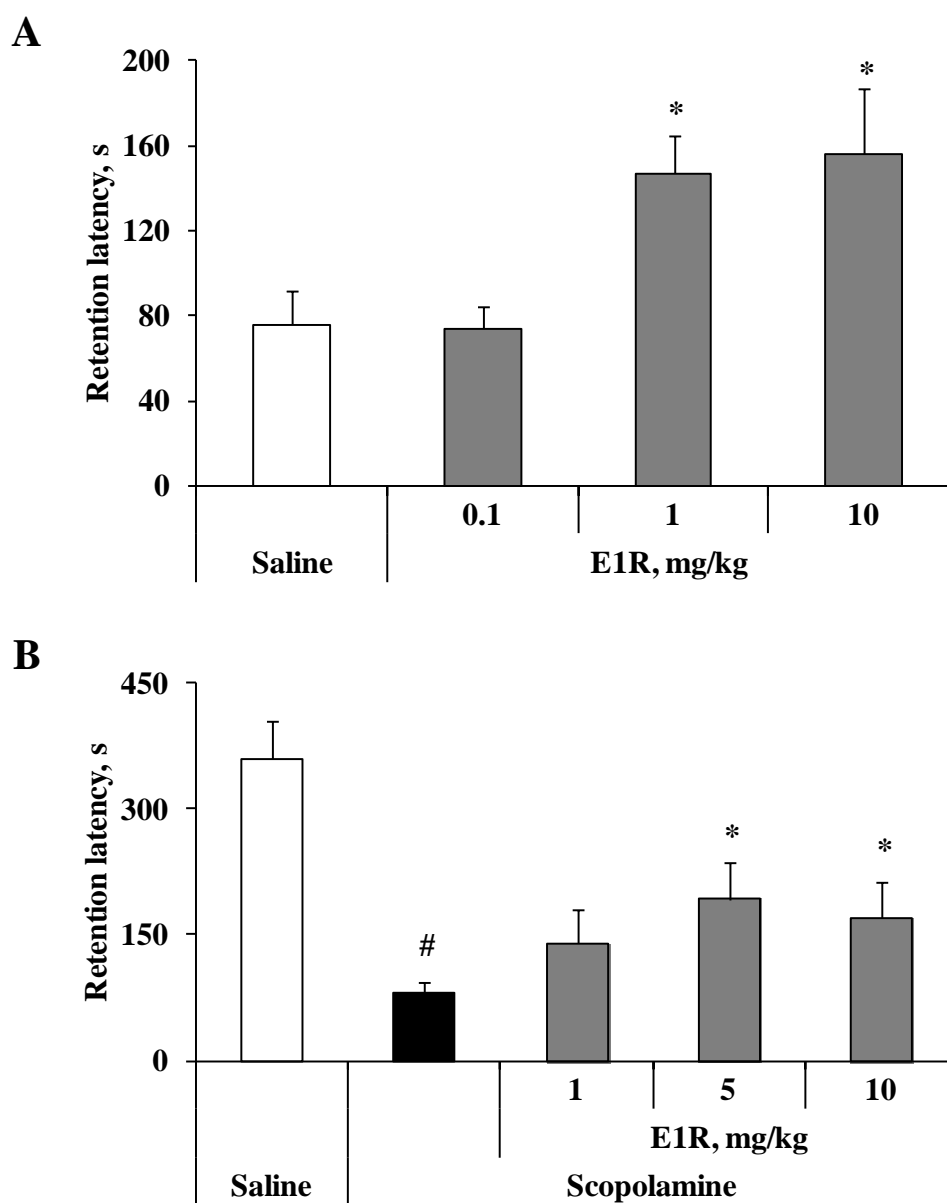 A
Retention latency, s
200
160
120
80
40
0
* *
0.1 1 10
Saline E1R, mg/kg
B
Retention latency, s
450
300
150
0
# * *
1 5 10
E1R, mg/kg
Saline Scopolamine